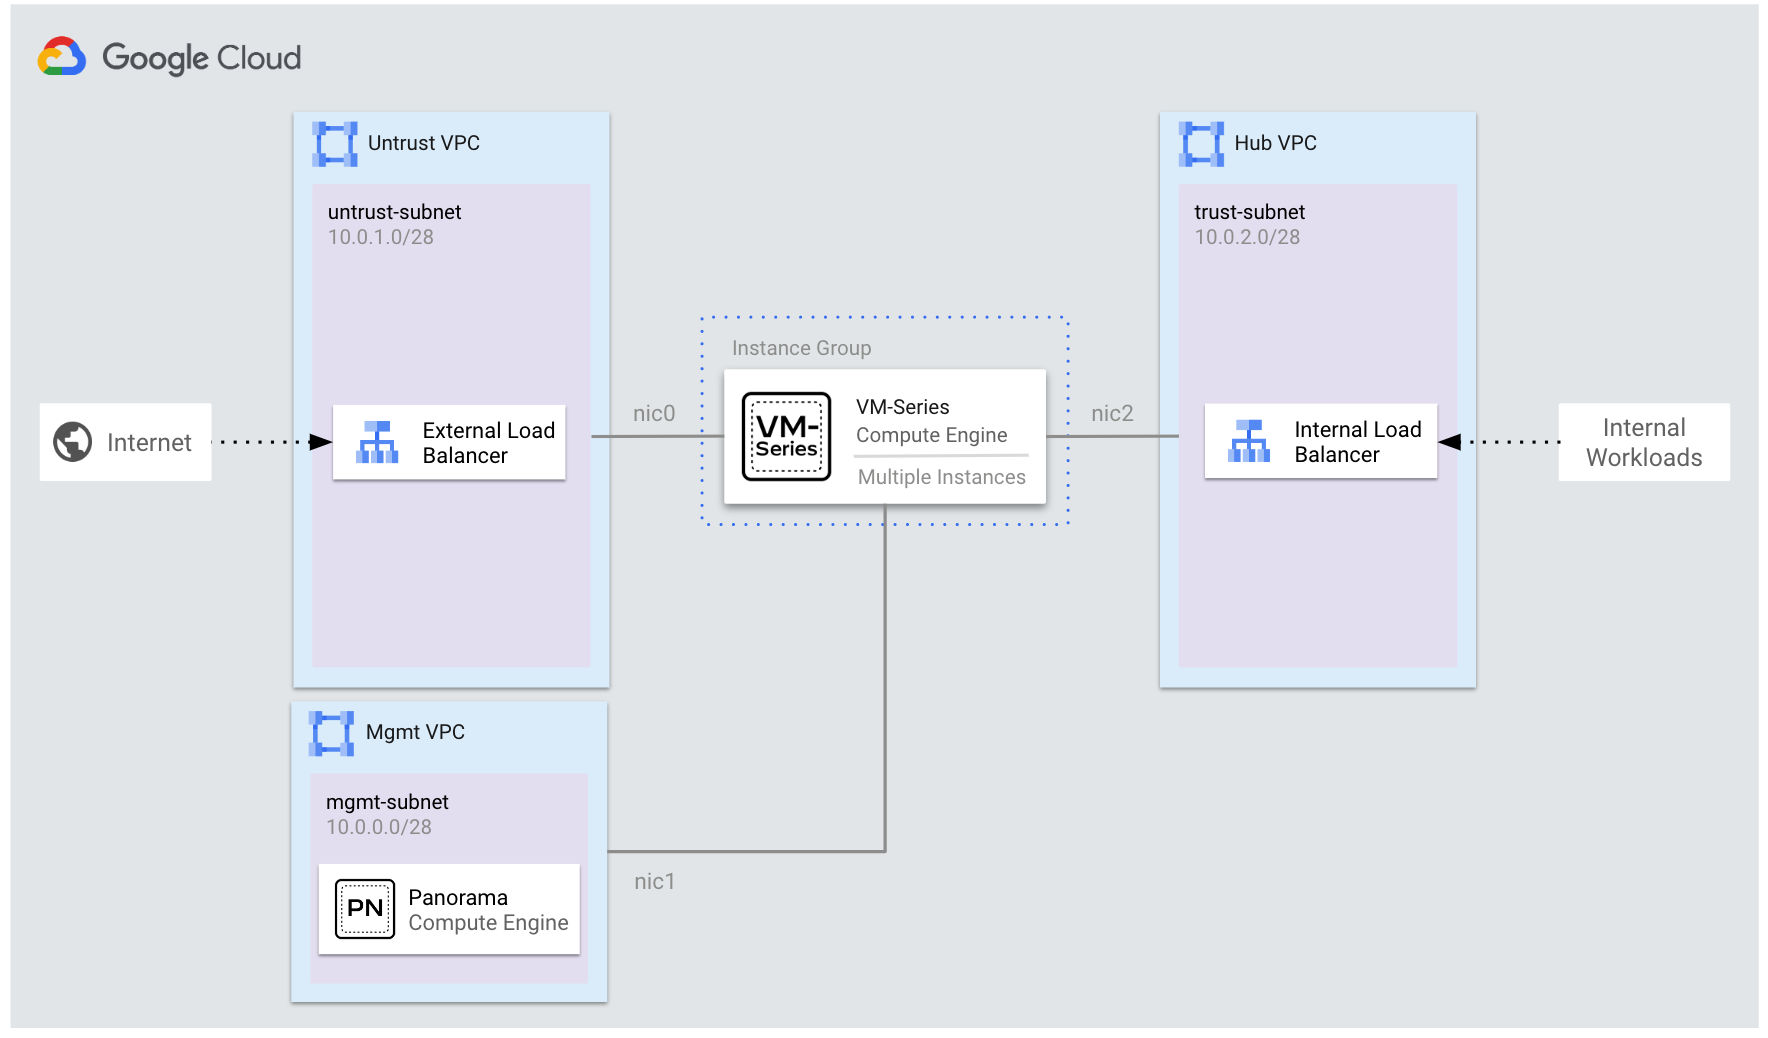 Google Cloud
Untrust VPC
untrust-subnet
10.0.1.0/28
Internet
External Load
Balancer
nic0
Instance Group
VM-
Series
VM-Series
Compute Engine
Multiple Instances
nic2
Hub VPC
trust-subnet
10.0.2.0/28
Internal Load
Balancer
Internal
Workloads
Mgmt VPC
mgmt-subnet
10.0.0.0/28
PN
Panorama
Compute Engine
nic1